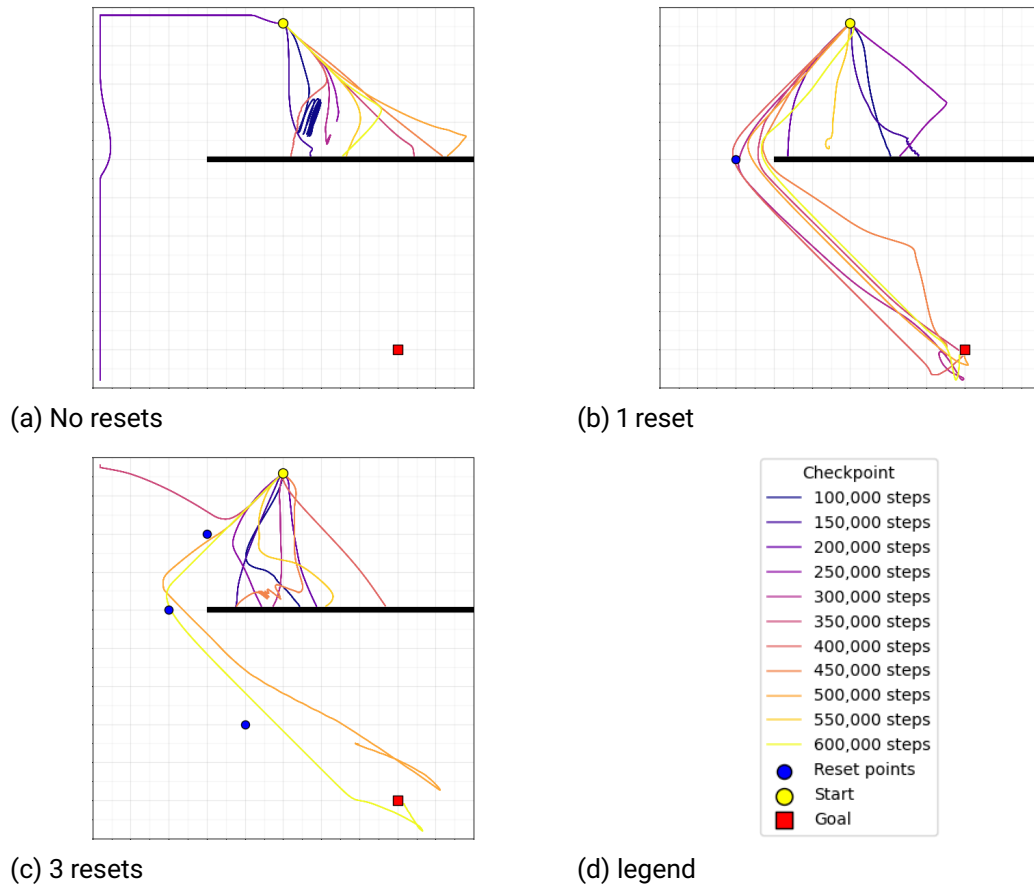 (a) No resets
(b) 1 reset
(c) 3 resets
Checkpoint
100,000 steps
150,000 steps
200,000 steps
250,000 steps
300,000 steps
350,000 steps
400,000 steps
450,000 steps
500,000 steps
550,000 steps
600,000 steps
Reset points
Start
Goal
(d) legend